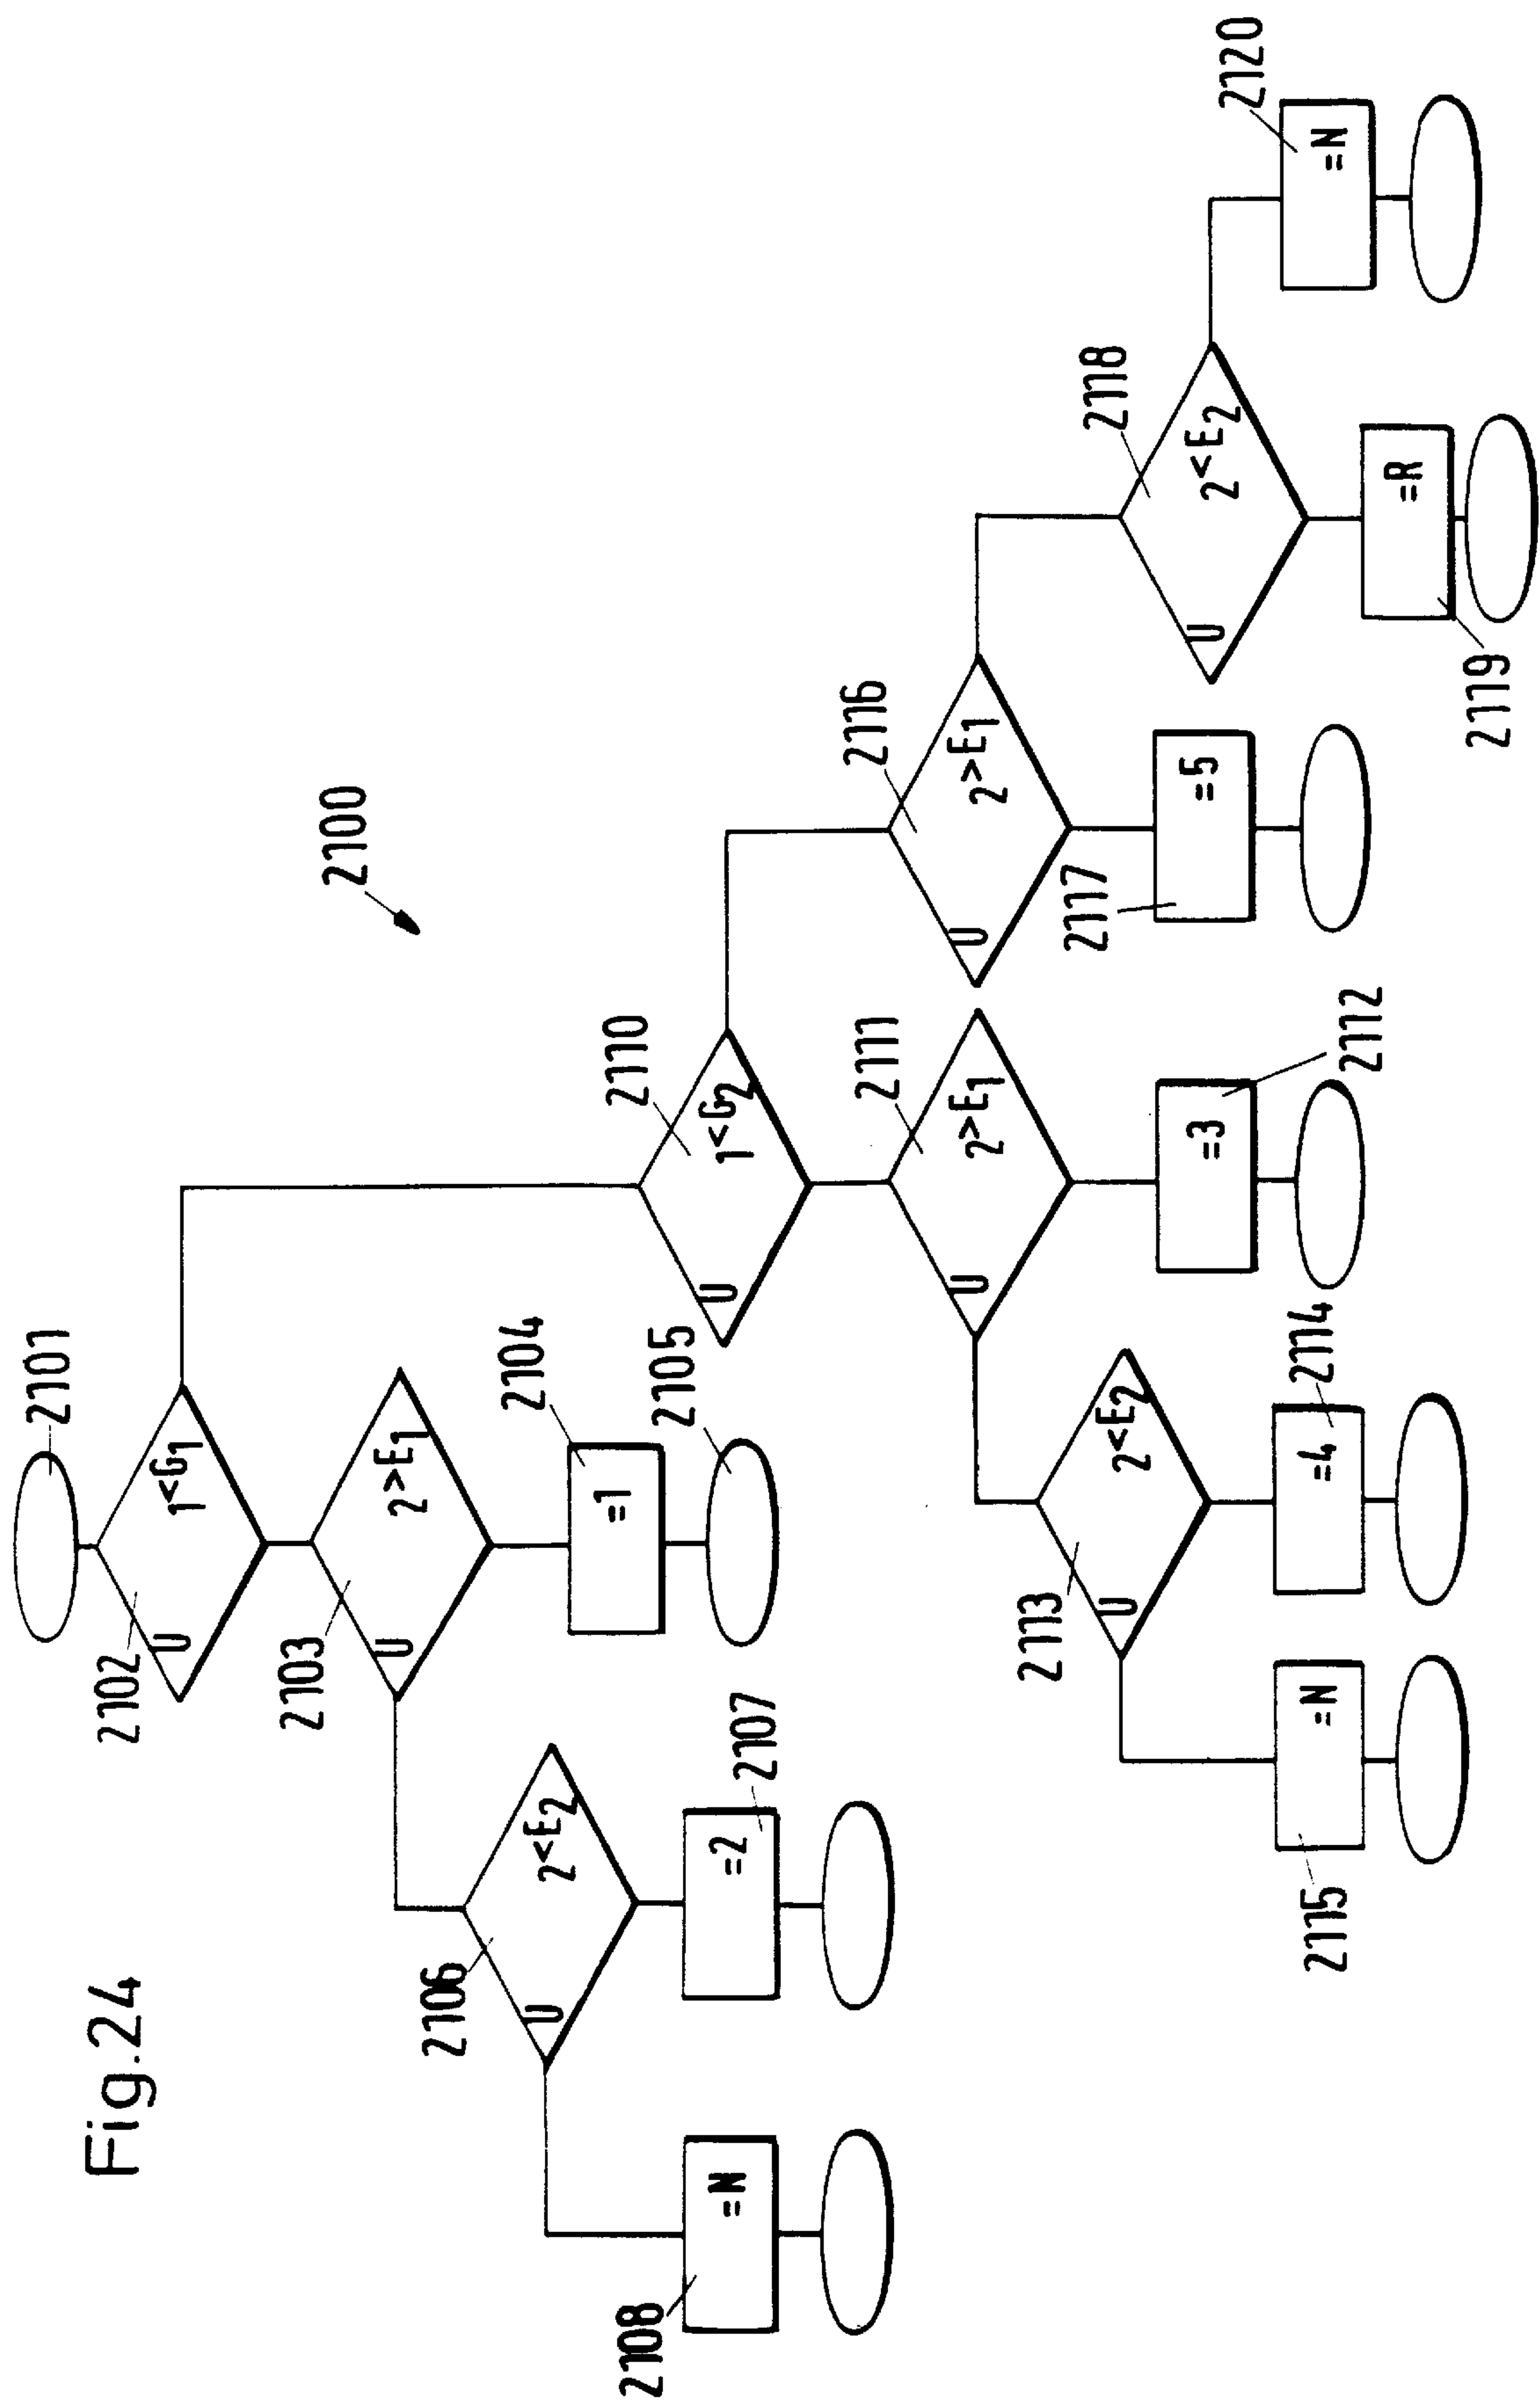 Fig.24
2100
2101
2102
U 1<G1
2103
U 2>E1
2104
=1
2105
2106
U 2<E2
2107
=2
2108
=N
2110
U 1<G2
2111
U 2>E1
2112
=3
2113
U 2<E2
2114
=4
2115
=N
2116
U 2>E1
2117
=5
2118
U 2<E2
2119
=R
2120
=N